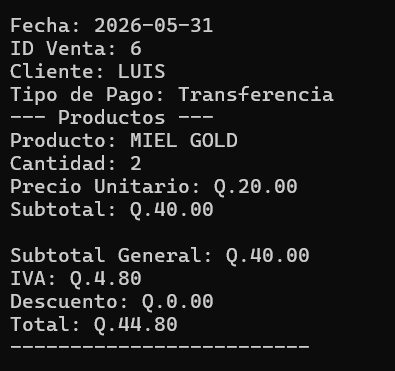 Fecha: 2026-05-31
ID Venta: 6
Cliente: LUIS
Tipo de Pago: Transferencia
--- Productos ---
Producto: MIEL GOLD
Cantidad: 2
Precio Unitario: Q.20.00
Subtotal: Q.40.00

Subtotal General: Q.40.00
IVA: Q.4.80
Descuento: Q.0.00
Total: Q.44.80
-------------------------